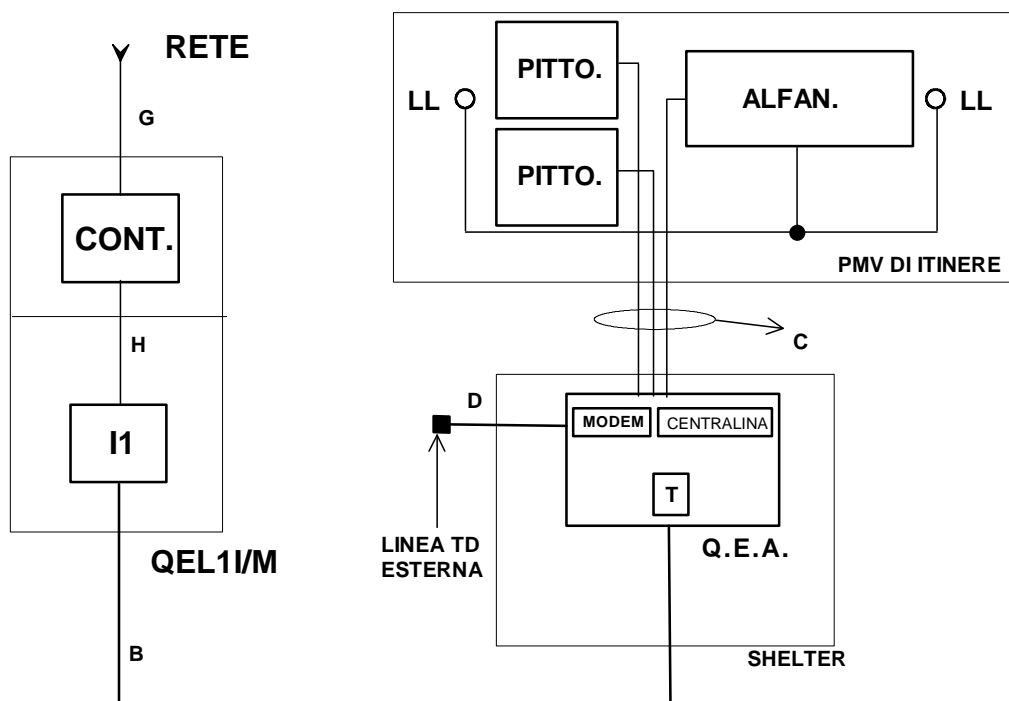 RETE
G
CONT.
H
I1
QEL1I/M
B
PITTO.
LL
ALFAN.
LL
PITTO.
PMV DI ITINERE
C
D
MODEM
CENTRALINA
T
LINEA TD
ESTERNA
Q.E.A.
SHELTER